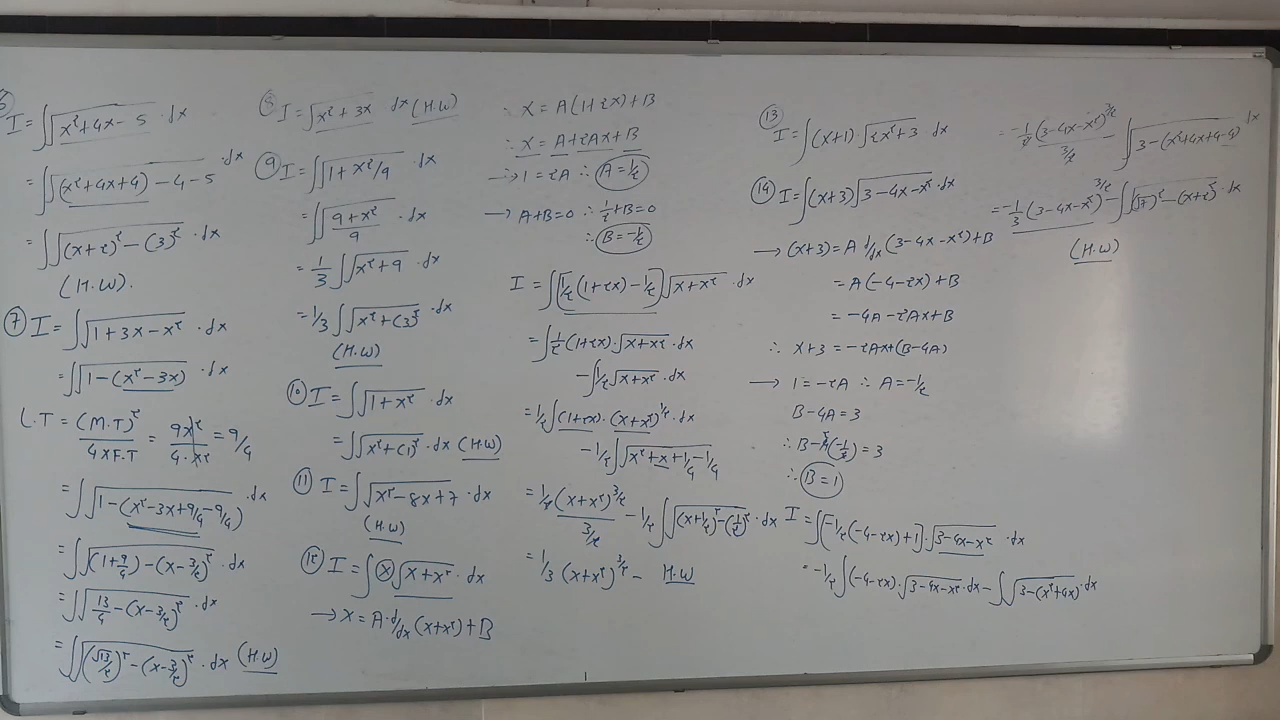 6
I = ∫√(x²+4x-5) · dx
= ∫√((x²+4x+4)-4-5) · dx
= ∫√((x+2)²-(3)²) · dx
(H.W).
⑦ I = ∫√(1+3x-x²) · dx
= ∫√(1-(x²-3x)) · dx
L.T = (M.T)²/(4×F.T) = 9x²/(4·x²) = 9/4
= ∫√(1-(x²-3x+9/4-9/4)) · dx
= ∫√((1+9/4)-(x-3/2)²) · dx
= ∫√(13/4-(x-3/2)²) · dx
= ∫√((√13/2)²-(x-3/2)²) · dx (H.W)
⑧ I = ∫√(x²+3x) dx (H.W)
⑨ I = ∫√(1+x²/9) dx
= ∫√((9+x²)/9) · dx
= 1/3 ∫√(x²+9) · dx
= 1/3 ∫√(x²+(3)²) · dx
(H.W)
⑩ I = ∫√(1+x²) · dx
= ∫√(x²+(1)²) · dx (H.W)
⑪ I = ∫√(x²-8x+7) · dx
(H.W)
⑫ I = ∫ⓧ√(x+x²) · dx
→ x = A·d/dx(x+x²)+B
∴ x = A(1+2x)+B
∴ x = A+2Ax+B
→ 1 = 2A ∴ A=1/2
→ A+B=0 ∴ 1/2+B=0
∴ B=-1/2
I = ∫[1/2(1+2x)-1/2]√(x+x²) · dx
= ∫1/2(1+2x)·√(x+x²) · dx
- ∫1/2√(x+x²) · dx
= 1/2∫(1+2x)·(x+x²)^1/2 · dx
- 1/2∫√(x²+x+1/4-1/4)
= 1/2 (x+x²)^3/2/(3/2) - 1/2∫√((x+1/2)²-(1/2)²) · dx
= 1/3 (x+x²)^3/2 - H.W
⑬ I = ∫(x+1)·√(2x²+3) dx
⑭ I = ∫(x+3)√(3-4x-x²) · dx
→ (x+3) = A d/dx(3-4x-x²)+B
= A(-4-2x)+B
= -4A-2Ax+B
∴ x+3 = -2Ax+(B-4A)
→ 1 = -2A ∴ A=-1/2
B-4A=3
∴ B-4(-1/2)=3
∴ B=1
I = ∫[-1/2(-4-2x)+1]·√(3-4x-x²) · dx
= -1/2∫(-4-2x)·√(3-4x-x²) · dx - ∫√(3-(x²+4x)) · dx
= -1/2 (3-4x-x²)^3/2/(3/2) ∫√(3-(x²+4x+4-4)) dx
= -1/3 (3-4x-x²)^3/2 - ∫√((√7)²-(x+2)²) · dx
(H.W)